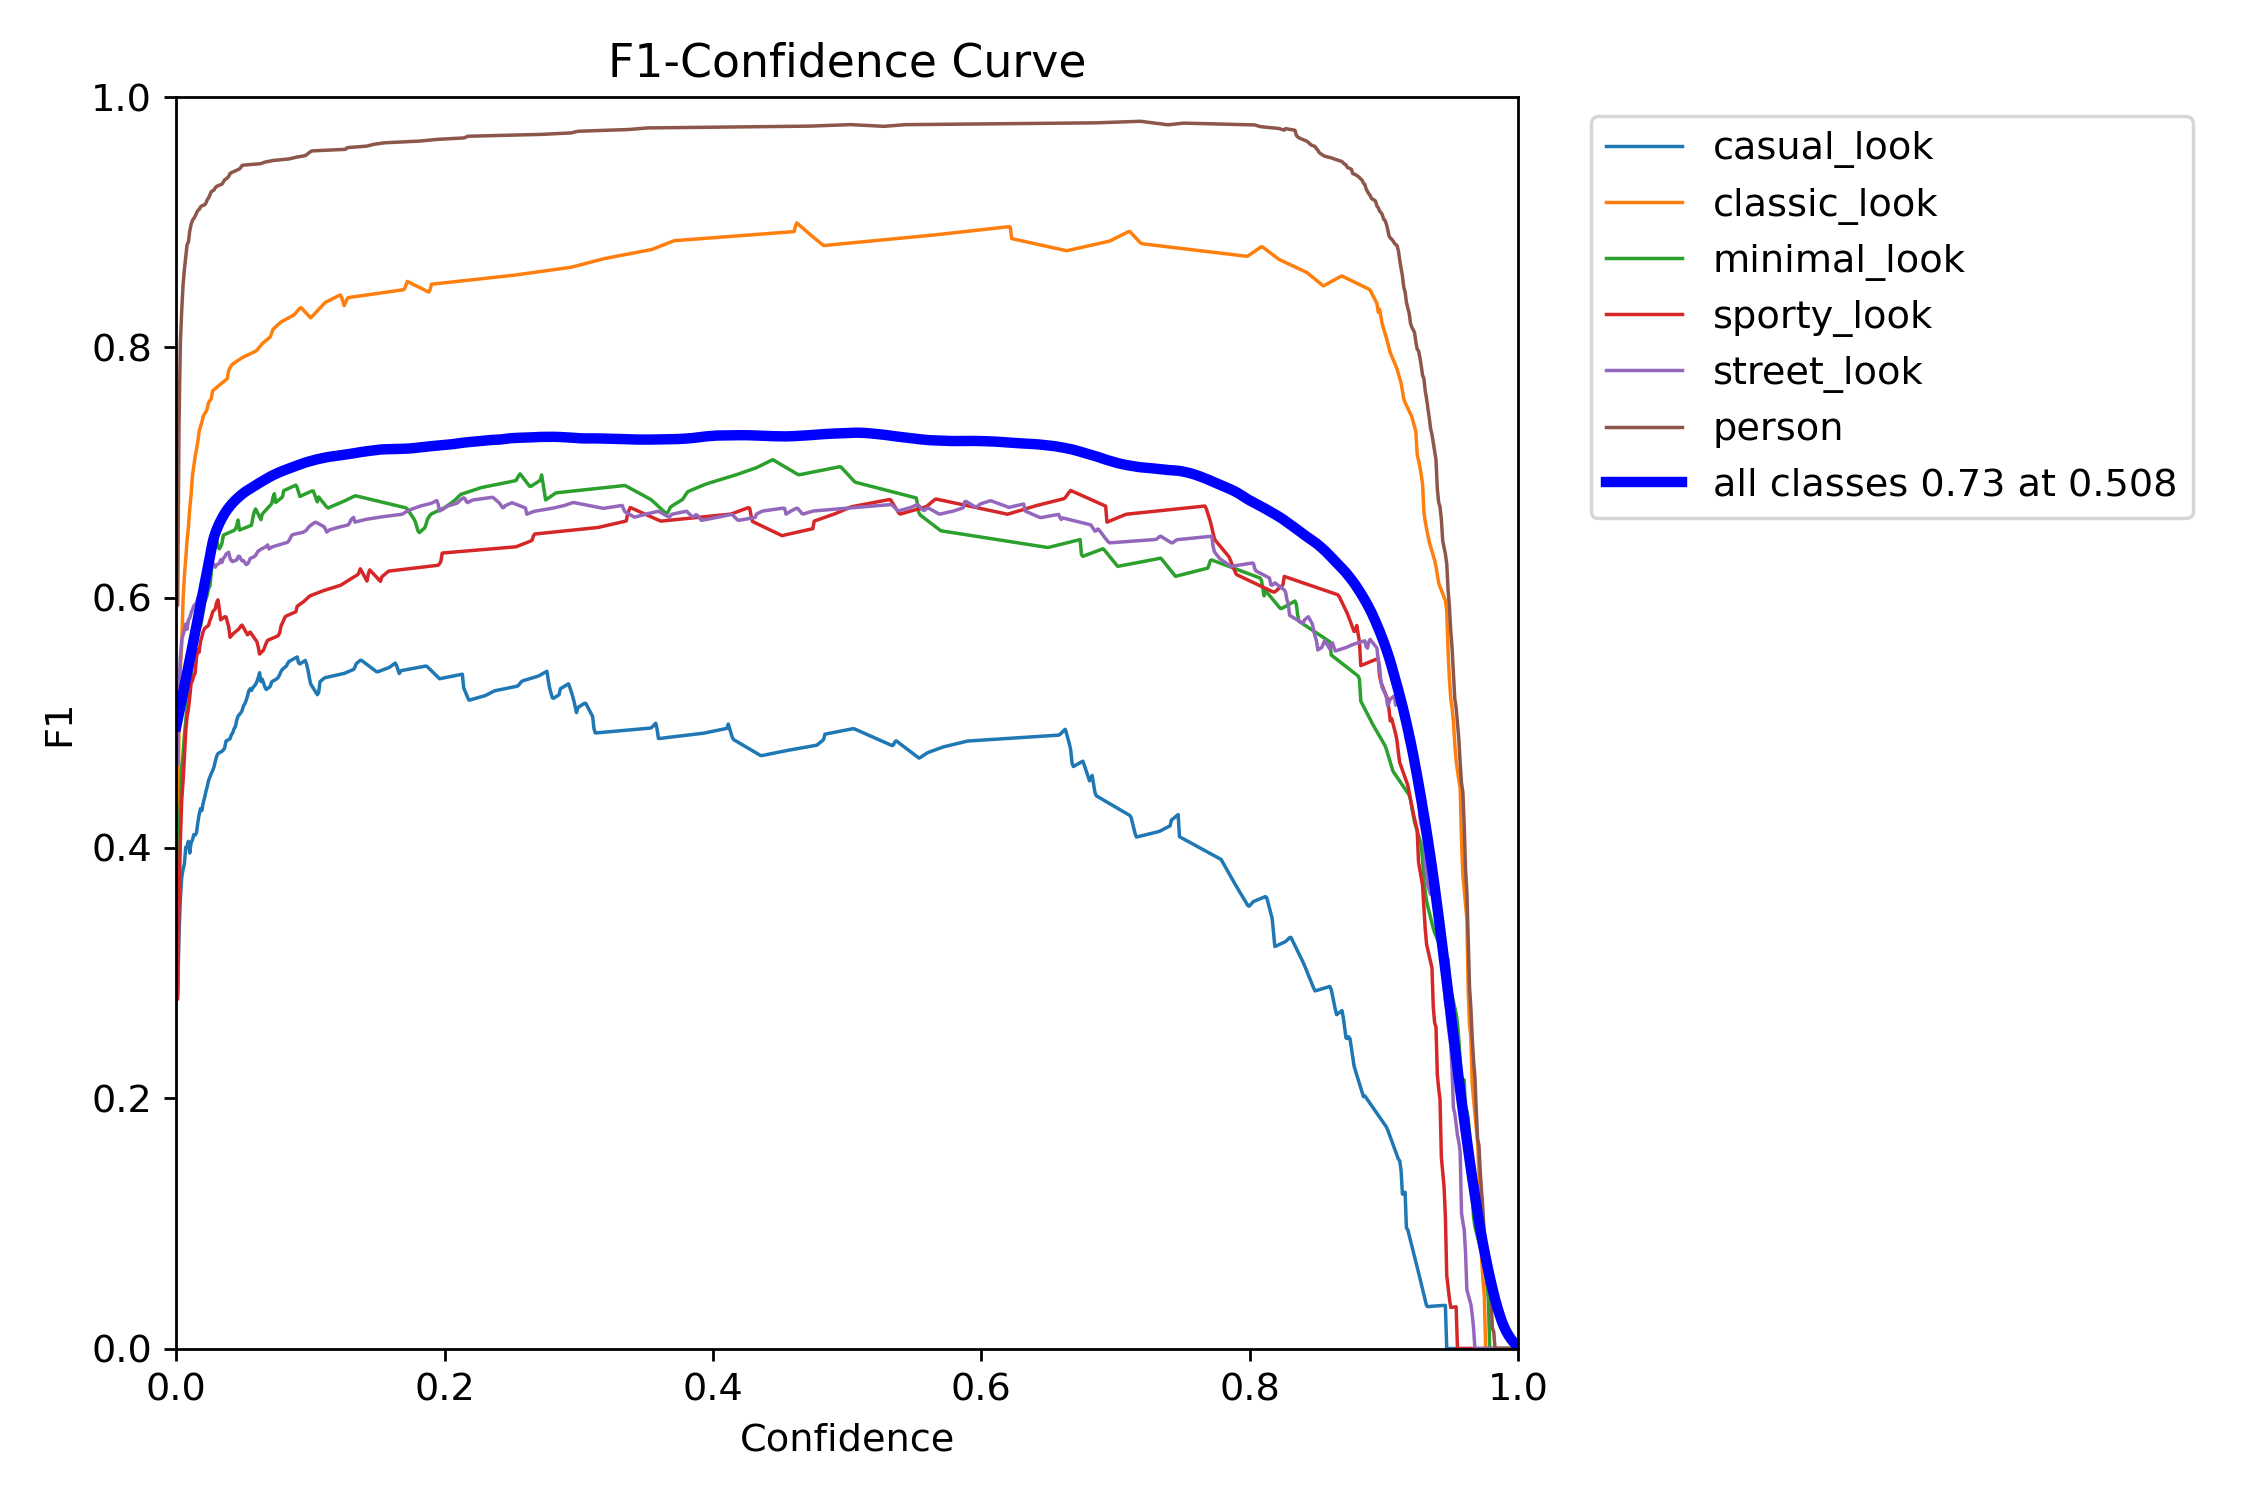 F1-Confidence Curve
1.0
0.8
0.6
0.4
0.2
0.0
F1
0.0 0.2 0.4 0.6 0.8 1.0
Confidence
casual_look
classic_look
minimal_look
sporty_look
street_look
person
all classes 0.73 at 0.508